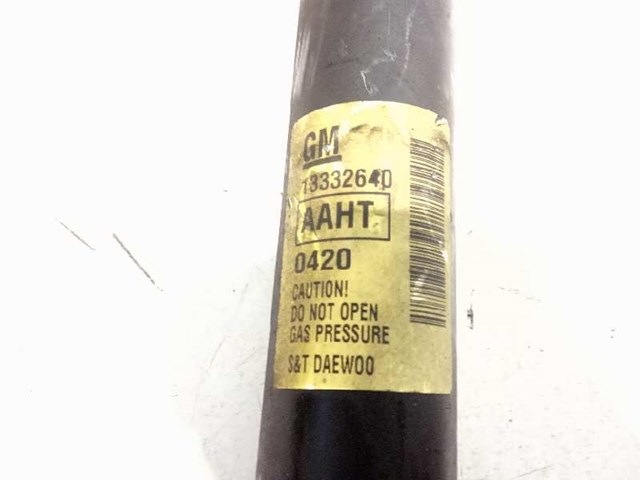 GM
13332640
AAHT
0420
CAUTION!
DO NOT OPEN
GAS PRESSURE
S&T DAEWOO